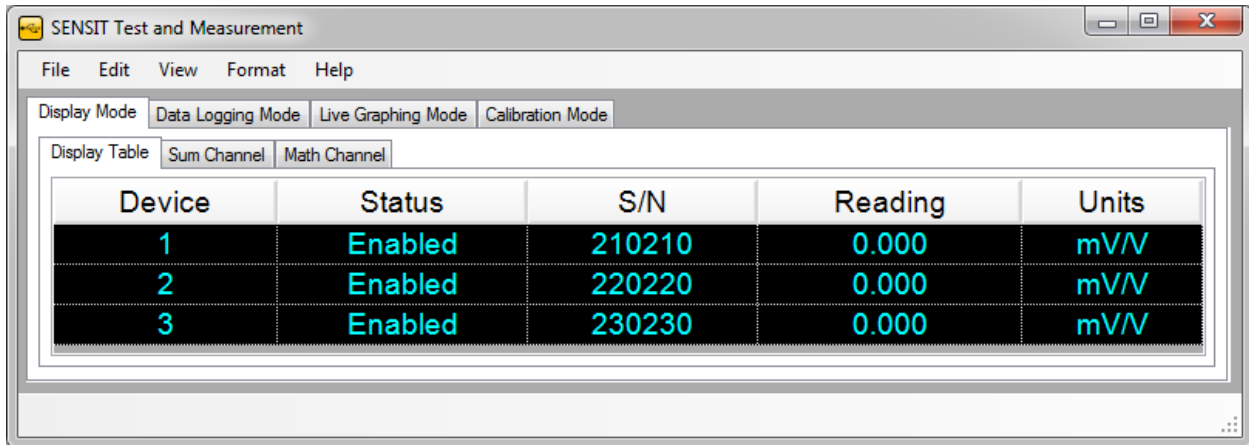 SENSIT Test and Measurement
File Edit View Format Help
Display Mode Data Logging Mode Live Graphing Mode Calibration Mode
Display Table Sum Channel Math Channel
Device Status S/N Reading Units
1 Enabled 210210 0.000 mV/V
2 Enabled 220220 0.000 mV/V
3 Enabled 230230 0.000 mV/V